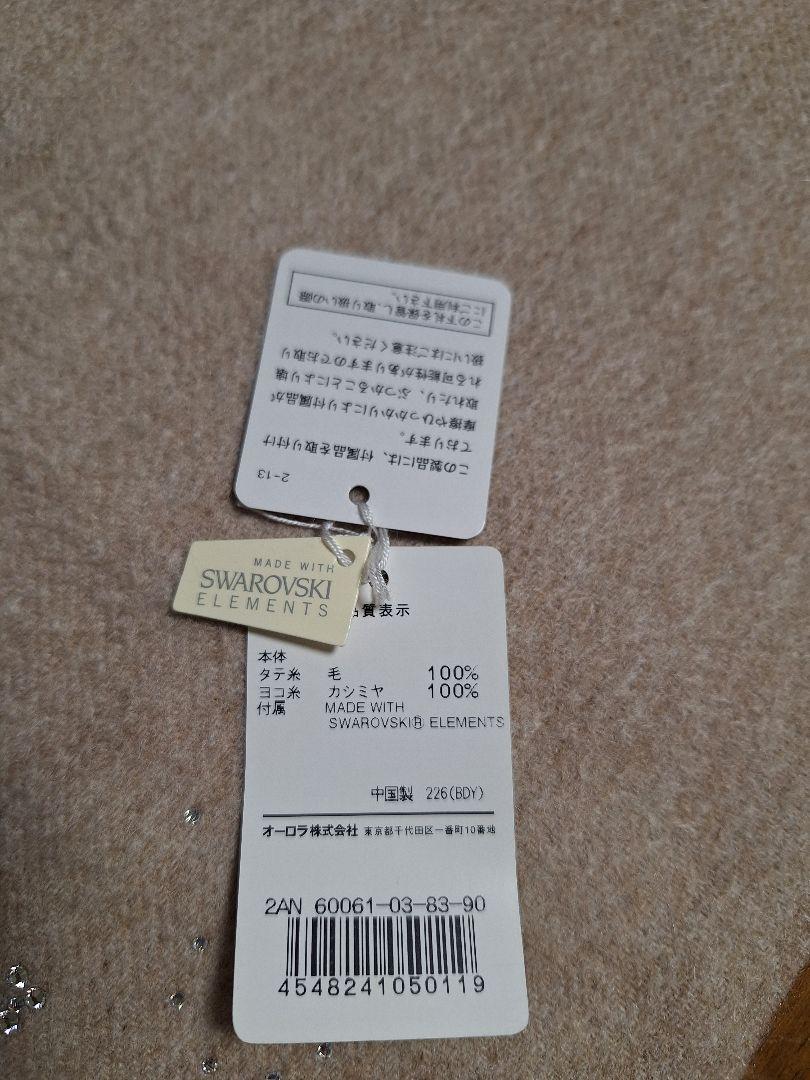 2-13
この製品には、付属品を取り付け
ております。
摩擦やひっかかりにより付属品が
取れたり、ぶつかることにより壊
れる可能性がありますのでお取り
扱いにはご注意ください。
この下札を保管し、取り扱いの際
にご利用下さい。
MADE WITH
SWAROVSKI
ELEMENTS
質表示
本体
タテ糸 毛 100%
ヨコ糸 カシミヤ 100%
付属 MADE WITH
SWAROVSKI® ELEMENTS
中国製 226(BDY)
オーロラ株式会社 東京都千代田区一番町10番地
2AN 60061-03-83-90
4548241050119